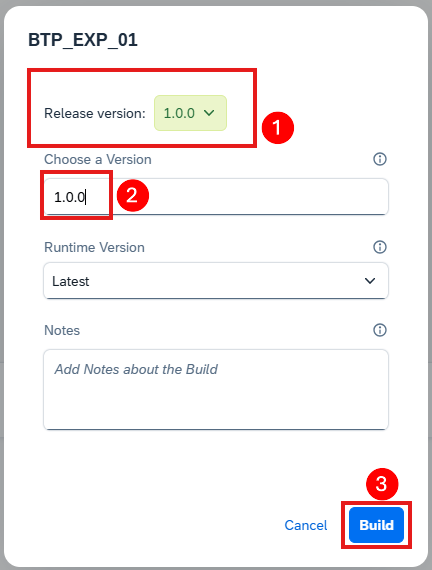 BTP_EXP_01
Release version: 1.0.0
1
Choose a Version
1.0.0
2
Runtime Version
Latest
Notes
Add Notes about the Build
3
Cancel Build